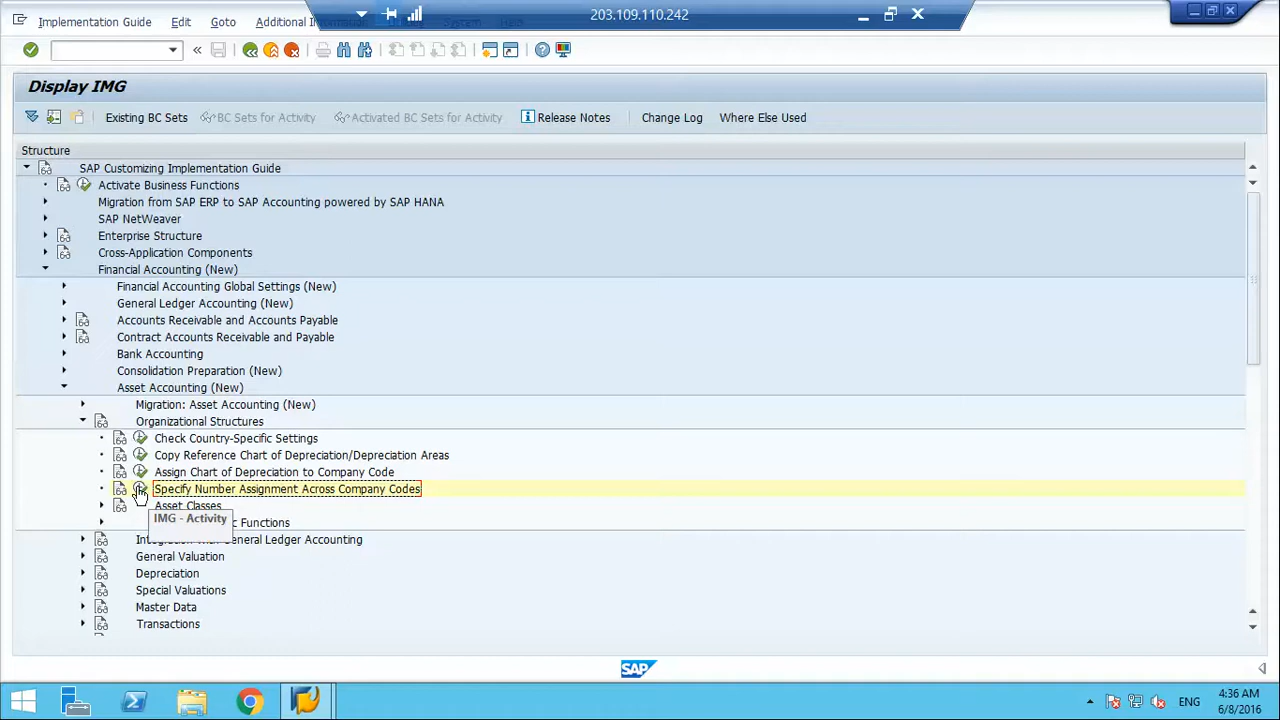 203.109.110.242
Implementation Guide Edit Goto Additional Information Utilities System Help
Display IMG
Existing BC Sets BC Sets for Activity Activated BC Sets for Activity Release Notes Change Log Where Else Used
Structure
SAP Customizing Implementation Guide
Activate Business Functions
Migration from SAP ERP to SAP Accounting powered by SAP HANA
SAP NetWeaver
Enterprise Structure
Cross-Application Components
Financial Accounting (New)
Financial Accounting Global Settings (New)
General Ledger Accounting (New)
Accounts Receivable and Accounts Payable
Contract Accounts Receivable and Payable
Bank Accounting
Consolidation Preparation (New)
Asset Accounting (New)
Migration: Asset Accounting (New)
Organizational Structures
Check Country-Specific Settings
Copy Reference Chart of Depreciation/Depreciation Areas
Assign Chart of Depreciation to Company Code
Specify Number Assignment Across Company Codes
Asset Classes
IMG - Activity
c Functions
Integration with General Ledger Accounting
General Valuation
Depreciation
Special Valuations
Master Data
Transactions
SAP
ENG
4:36 AM
6/8/2016